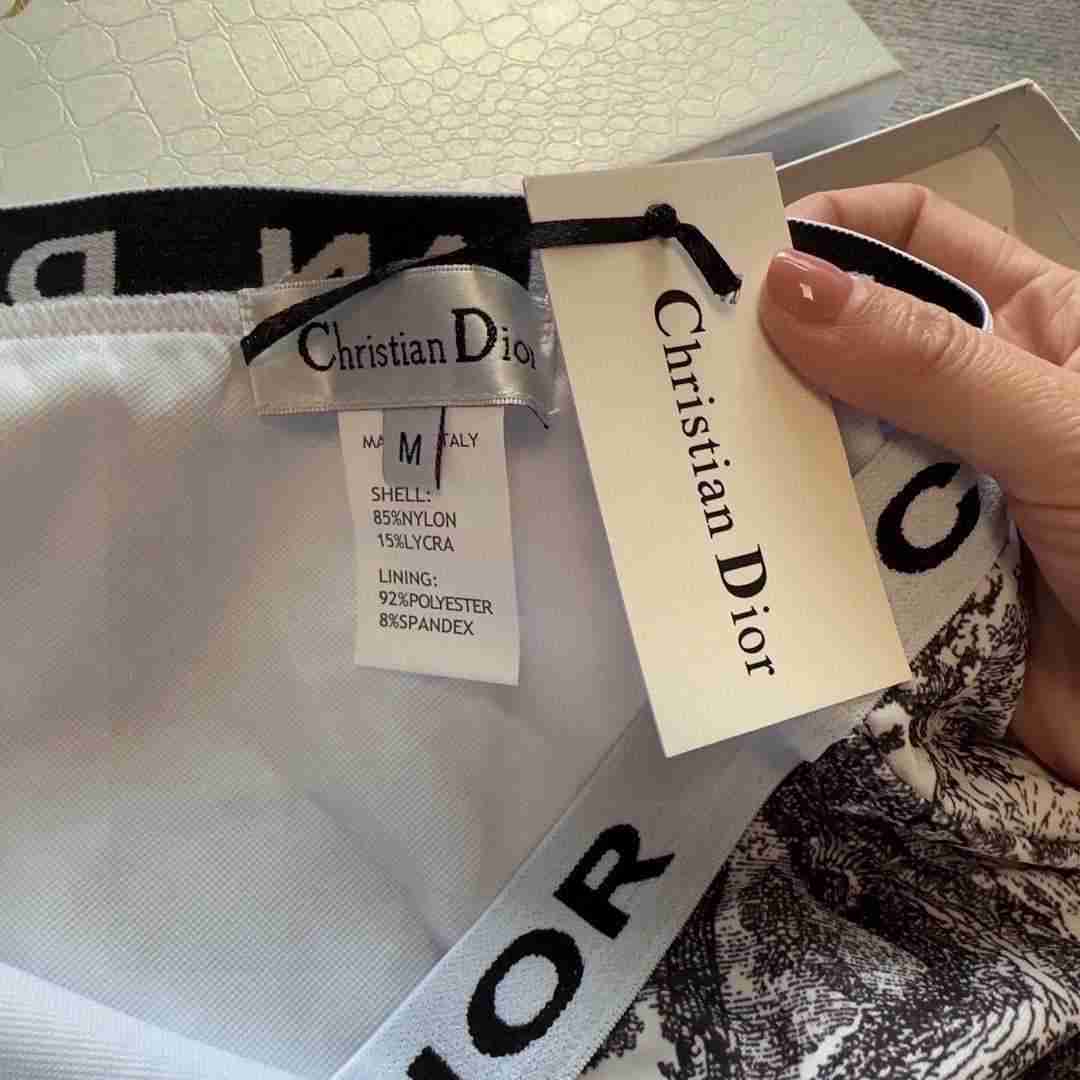 Christian Dior
M
SHELL:
85%NYLON
15%LYCRA
LINING:
92%POLYESTER
8%SPANDEX
Christian Dior
C
IOR